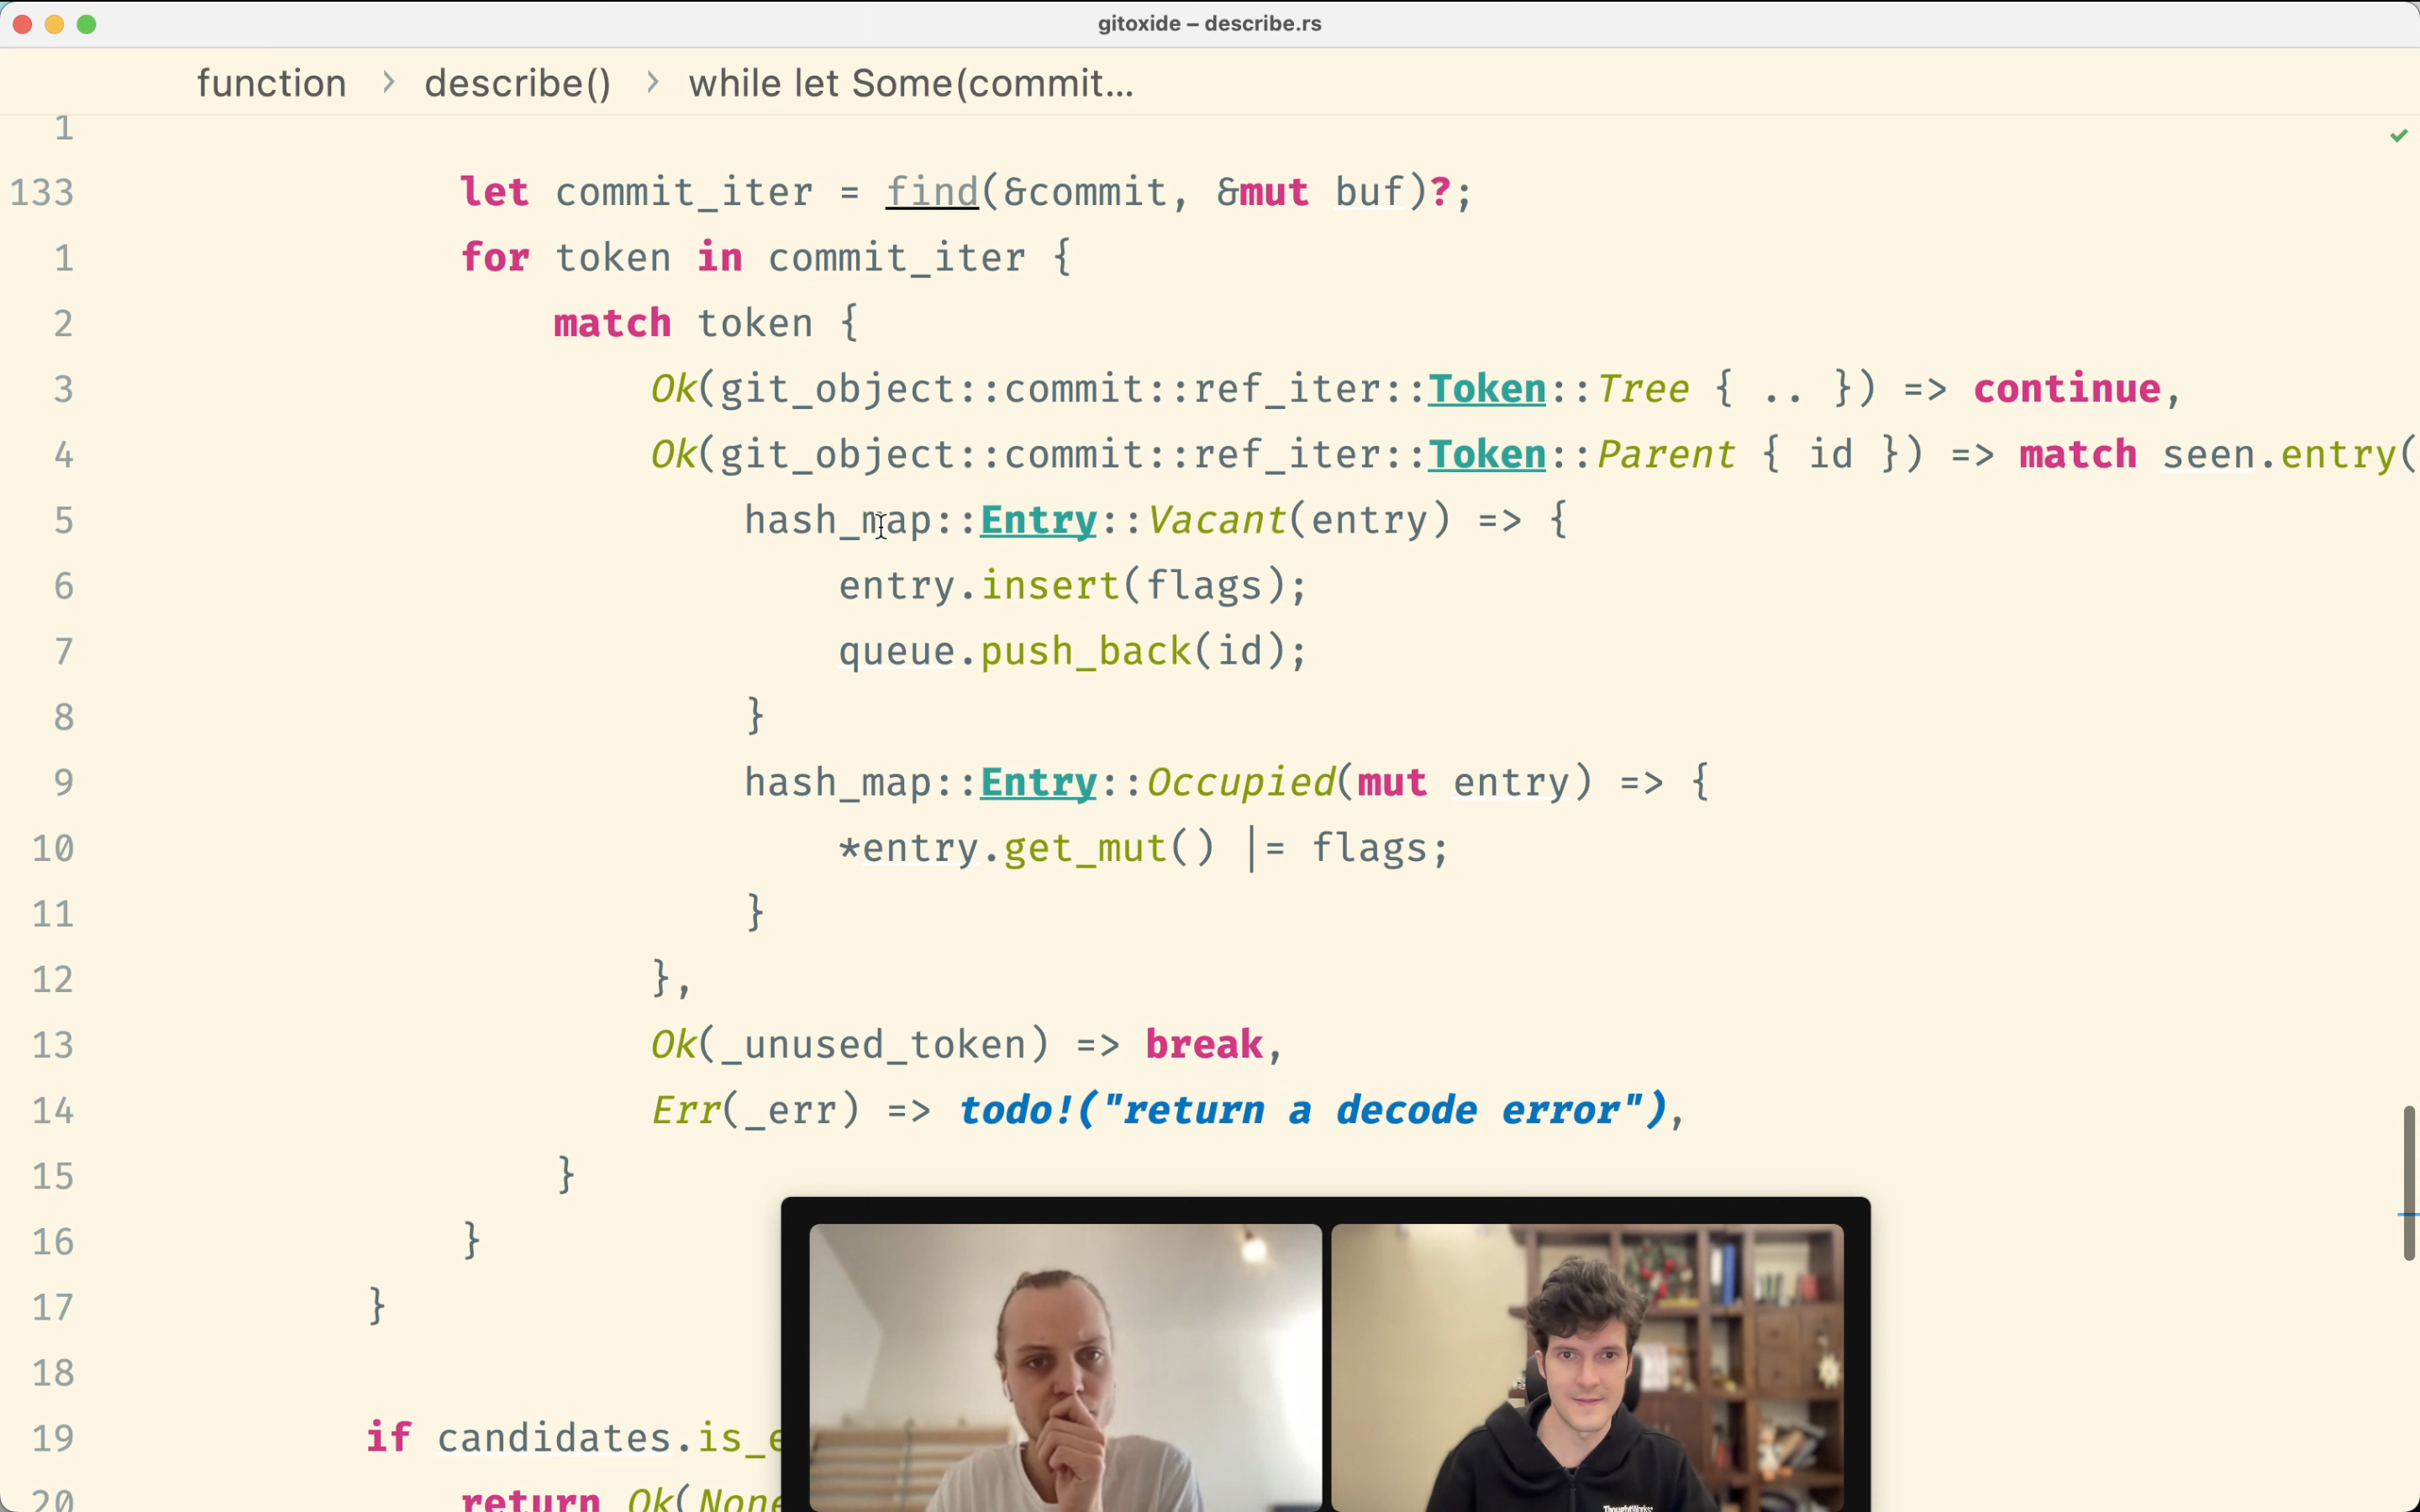 gitoxide – describe.rs
function > describe() > while let Some(commit...
1
133 let commit_iter = find(&commit, &mut buf)?;
1 for token in commit_iter {
2 match token {
3 Ok(git_object::commit::ref_iter::Token::Tree { .. }) => continue,
4 Ok(git_object::commit::ref_iter::Token::Parent { id }) => match seen.entry(
5 hash_map::Entry::Vacant(entry) => {
6 entry.insert(flags);
7 queue.push_back(id);
8 }
9 hash_map::Entry::Occupied(mut entry) => {
10 *entry.get_mut() |= flags;
11 }
12 },
13 Ok(_unused_token) => break,
14 Err(_err) => todo!("return a decode error"),
15 }
16 }
17 }
18
19 if candidates.is_e
20 return Ok(None
ThoughtWorks